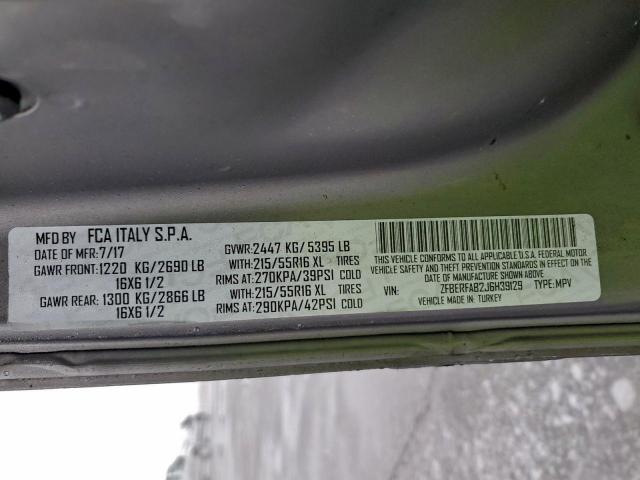 MFD BY FCA ITALY S.P.A.
DATE OF MFR:7/17
GVWR:2447 KG/ 5395 LB
GAWR FRONT:1220 KG/2690 LB
WITH:215/55R16 XL TIRES
16X6 1/2
RIMS AT:270KPA/39PSI COLD
GAWR REAR: 1300 KG/2866 LB
WITH:215/55R16 XL TIRES
16X6 1/2
RIMS AT:290KPA/42PSI COLD
THIS VEHICLE CONFORMS TO ALL APPLICABLE U.S.A. FEDERAL MOTOR
VEHICLE SAFETY AND THEFT PREVENTION STANDARDS IN EFFECT ON THE
DATE OF MANUFACTURE SHOWN ABOVE
VIN: ZFBERFAB2J6H39129 TYPE: MPV
VEHICLE MADE IN: TURKEY